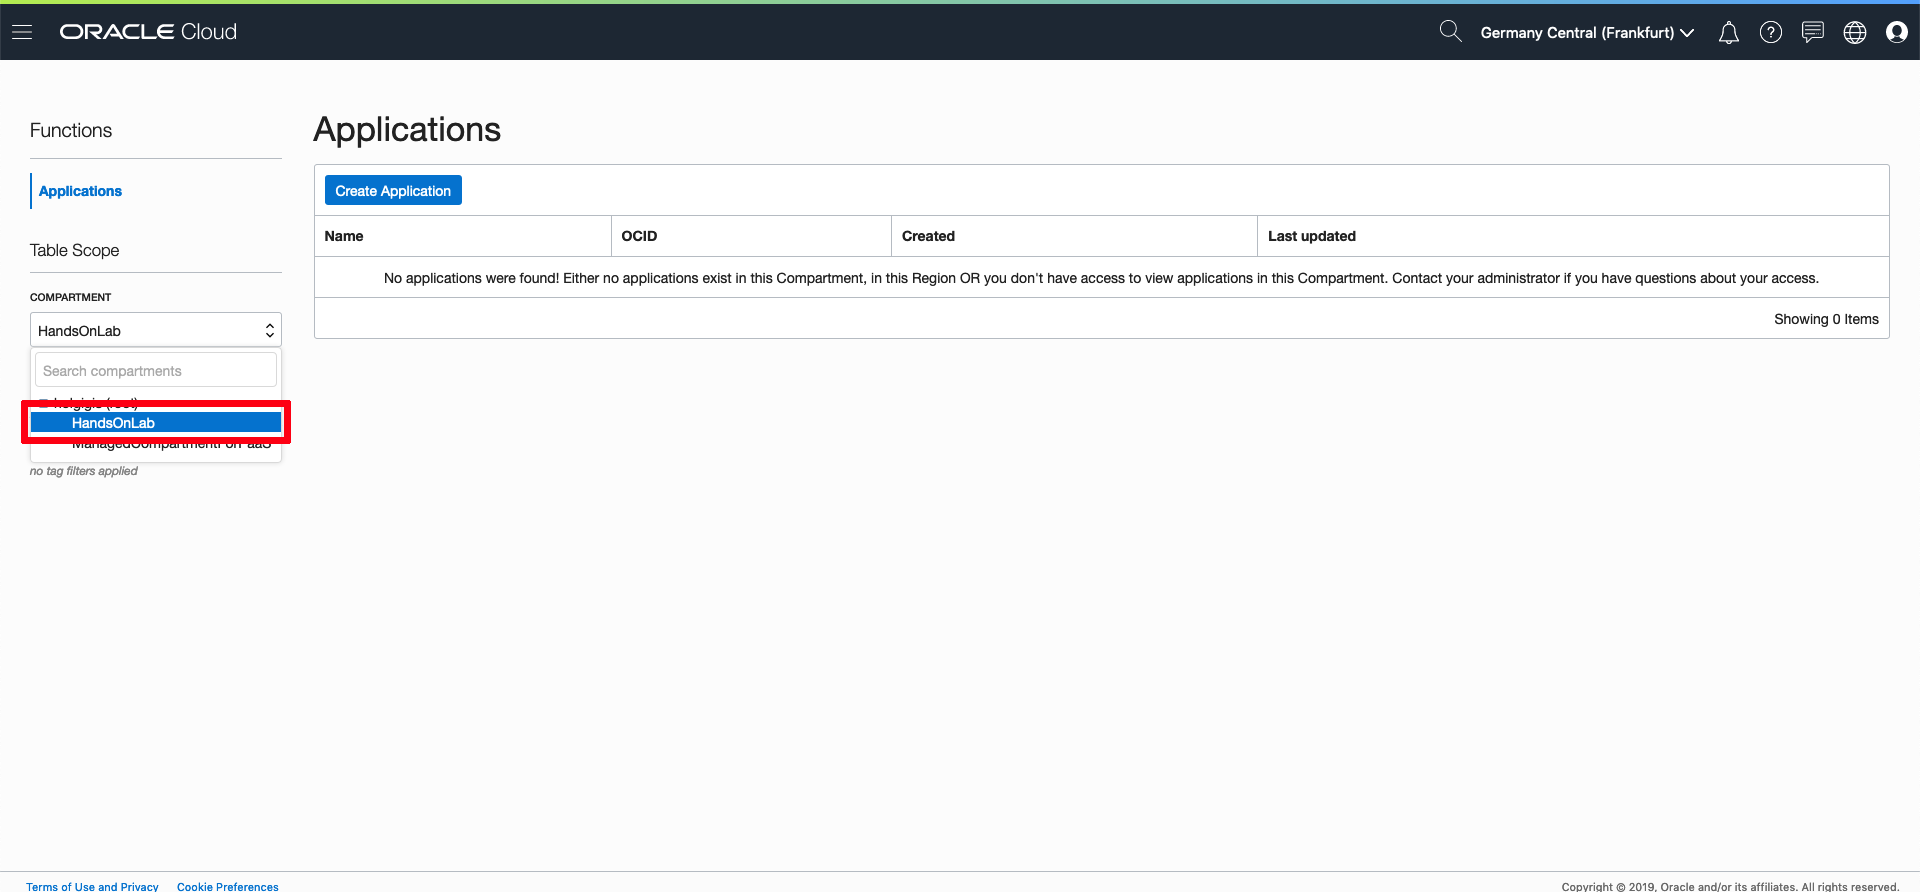 ORACLE Cloud
Germany Central (Frankfurt)
Functions
Applications
Table Scope
COMPARTMENT
HandsOnLab
Search compartments
HandsOnLab
ManagedCompartmentForPaaS
no tag filters applied
Applications
Create Application
Name OCID Created Last updated
No applications were found! Either no applications exist in this Compartment, in this Region OR you don't have access to view applications in this Compartment. Contact your administrator if you have questions about your access.
Showing 0 Items
Terms of Use and Privacy Cookie Preferences
Copyright © 2019, Oracle and/or its affiliates. All rights reserved.